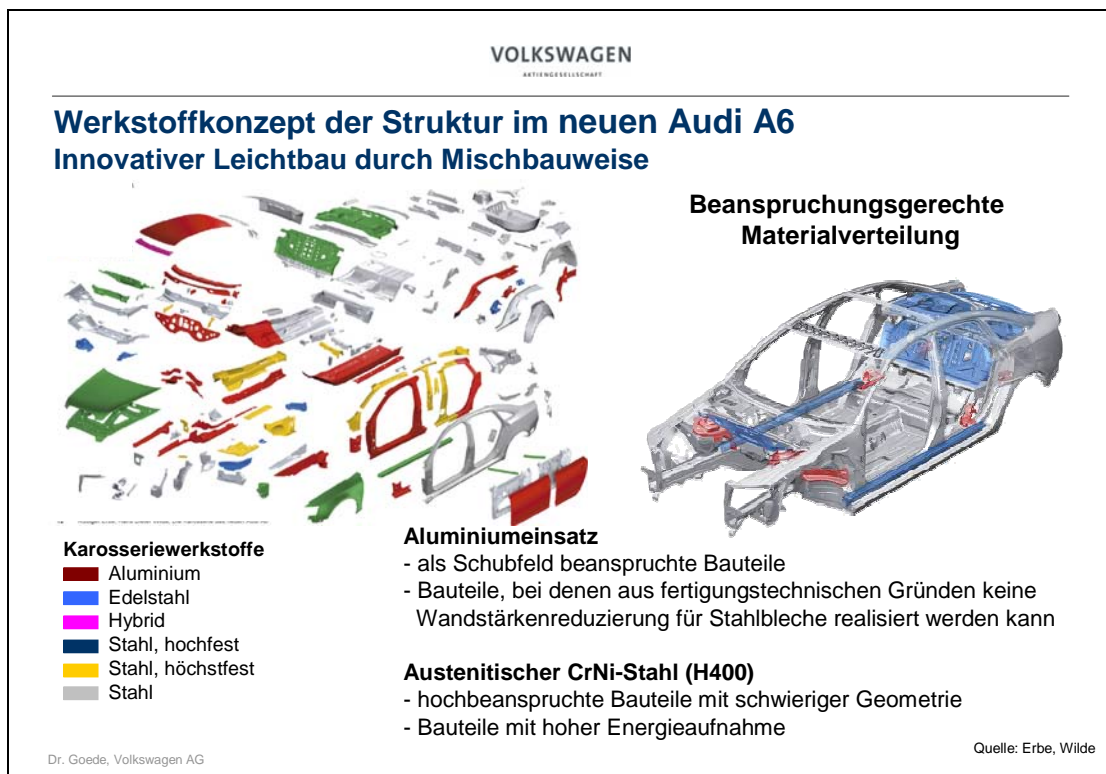 VOLKSWAGEN
AKTIENGESELLSCHAFT
Werkstoffkonzept der Struktur im neuen Audi A6
Innovativer Leichtbau durch Mischbauweise
Beanspruchungsgerechte
Materialverteilung
Karosseriewerkstoffe
Aluminium
Edelstahl
Hybrid
Stahl, hochfest
Stahl, höchstfest
Stahl
Aluminiumeinsatz
- als Schubfeld beanspruchte Bauteile
- Bauteile, bei denen aus fertigungstechnischen Gründen keine
Wandstärkenreduzierung für Stahlbleche realisiert werden kann
Austenitischer CrNi-Stahl (H400)
- hochbeanspruchte Bauteile mit schwieriger Geometrie
- Bauteile mit hoher Energieaufnahme
Quelle: Erbe, Wilde
Dr. Goede, Volkswagen AG